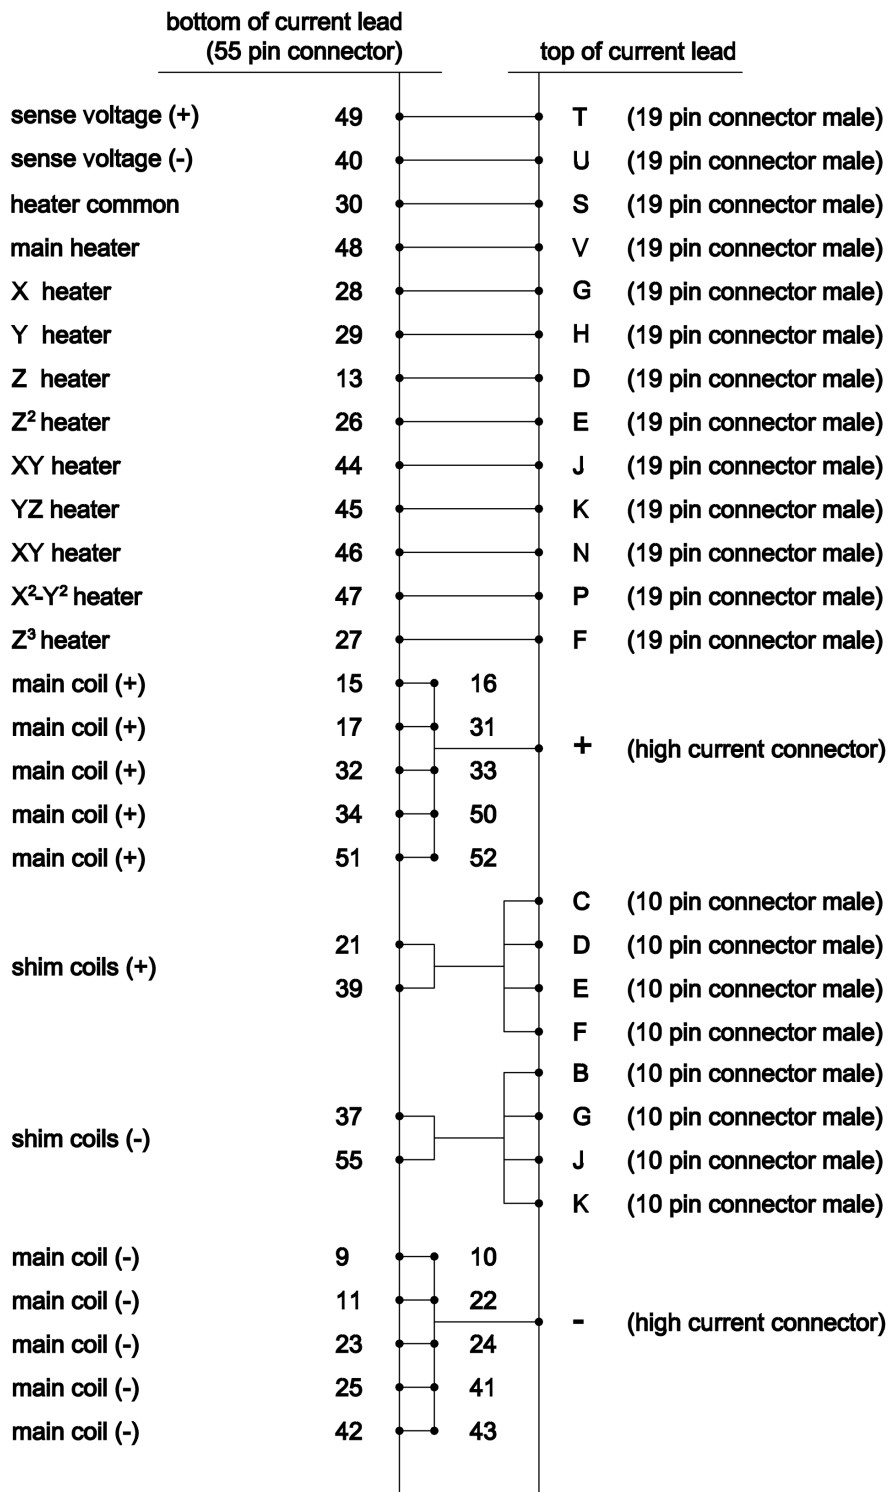 bottom of current lead
(55 pin connector)
top of current lead
sense voltage (+) 49 T (19 pin connector male)
sense voltage (-) 40 U (19 pin connector male)
heater common 30 S (19 pin connector male)
main heater 48 V (19 pin connector male)
X heater 28 G (19 pin connector male)
Y heater 29 H (19 pin connector male)
Z heater 13 D (19 pin connector male)
Z² heater 26 E (19 pin connector male)
XY heater 44 J (19 pin connector male)
YZ heater 45 K (19 pin connector male)
XY heater 46 N (19 pin connector male)
X²-Y² heater 47 P (19 pin connector male)
Z³ heater 27 F (19 pin connector male)
main coil (+) 15 16
main coil (+) 17 31
+ (high current connector)
main coil (+) 32 33
main coil (+) 34 50
main coil (+) 51 52
C (10 pin connector male)
21 D (10 pin connector male)
shim coils (+)
39 E (10 pin connector male)
F (10 pin connector male)
B (10 pin connector male)
37 G (10 pin connector male)
shim coils (-)
55 J (10 pin connector male)
K (10 pin connector male)
main coil (-) 9 10
main coil (-) 11 22
- (high current connector)
main coil (-) 23 24
main coil (-) 25 41
main coil (-) 42 43